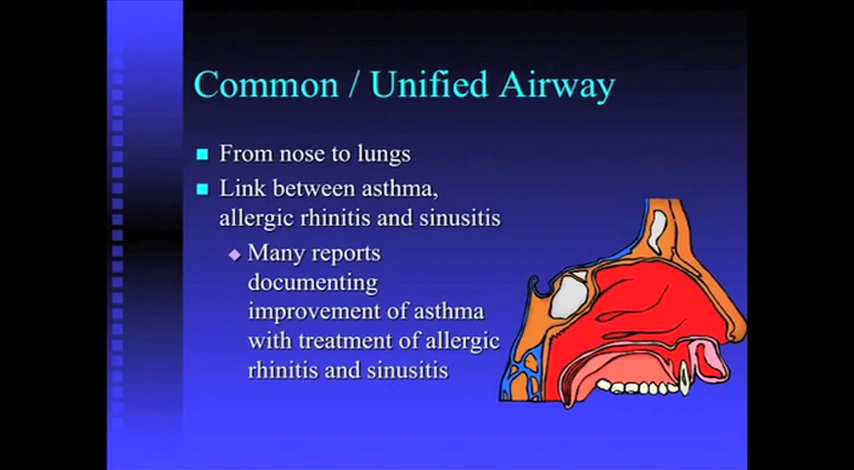 Common / Unified Airway
From nose to lungs
Link between asthma,
allergic rhinitis and sinusitis
Many reports
documenting
improvement of asthma
with treatment of allergic
rhinitis and sinusitis